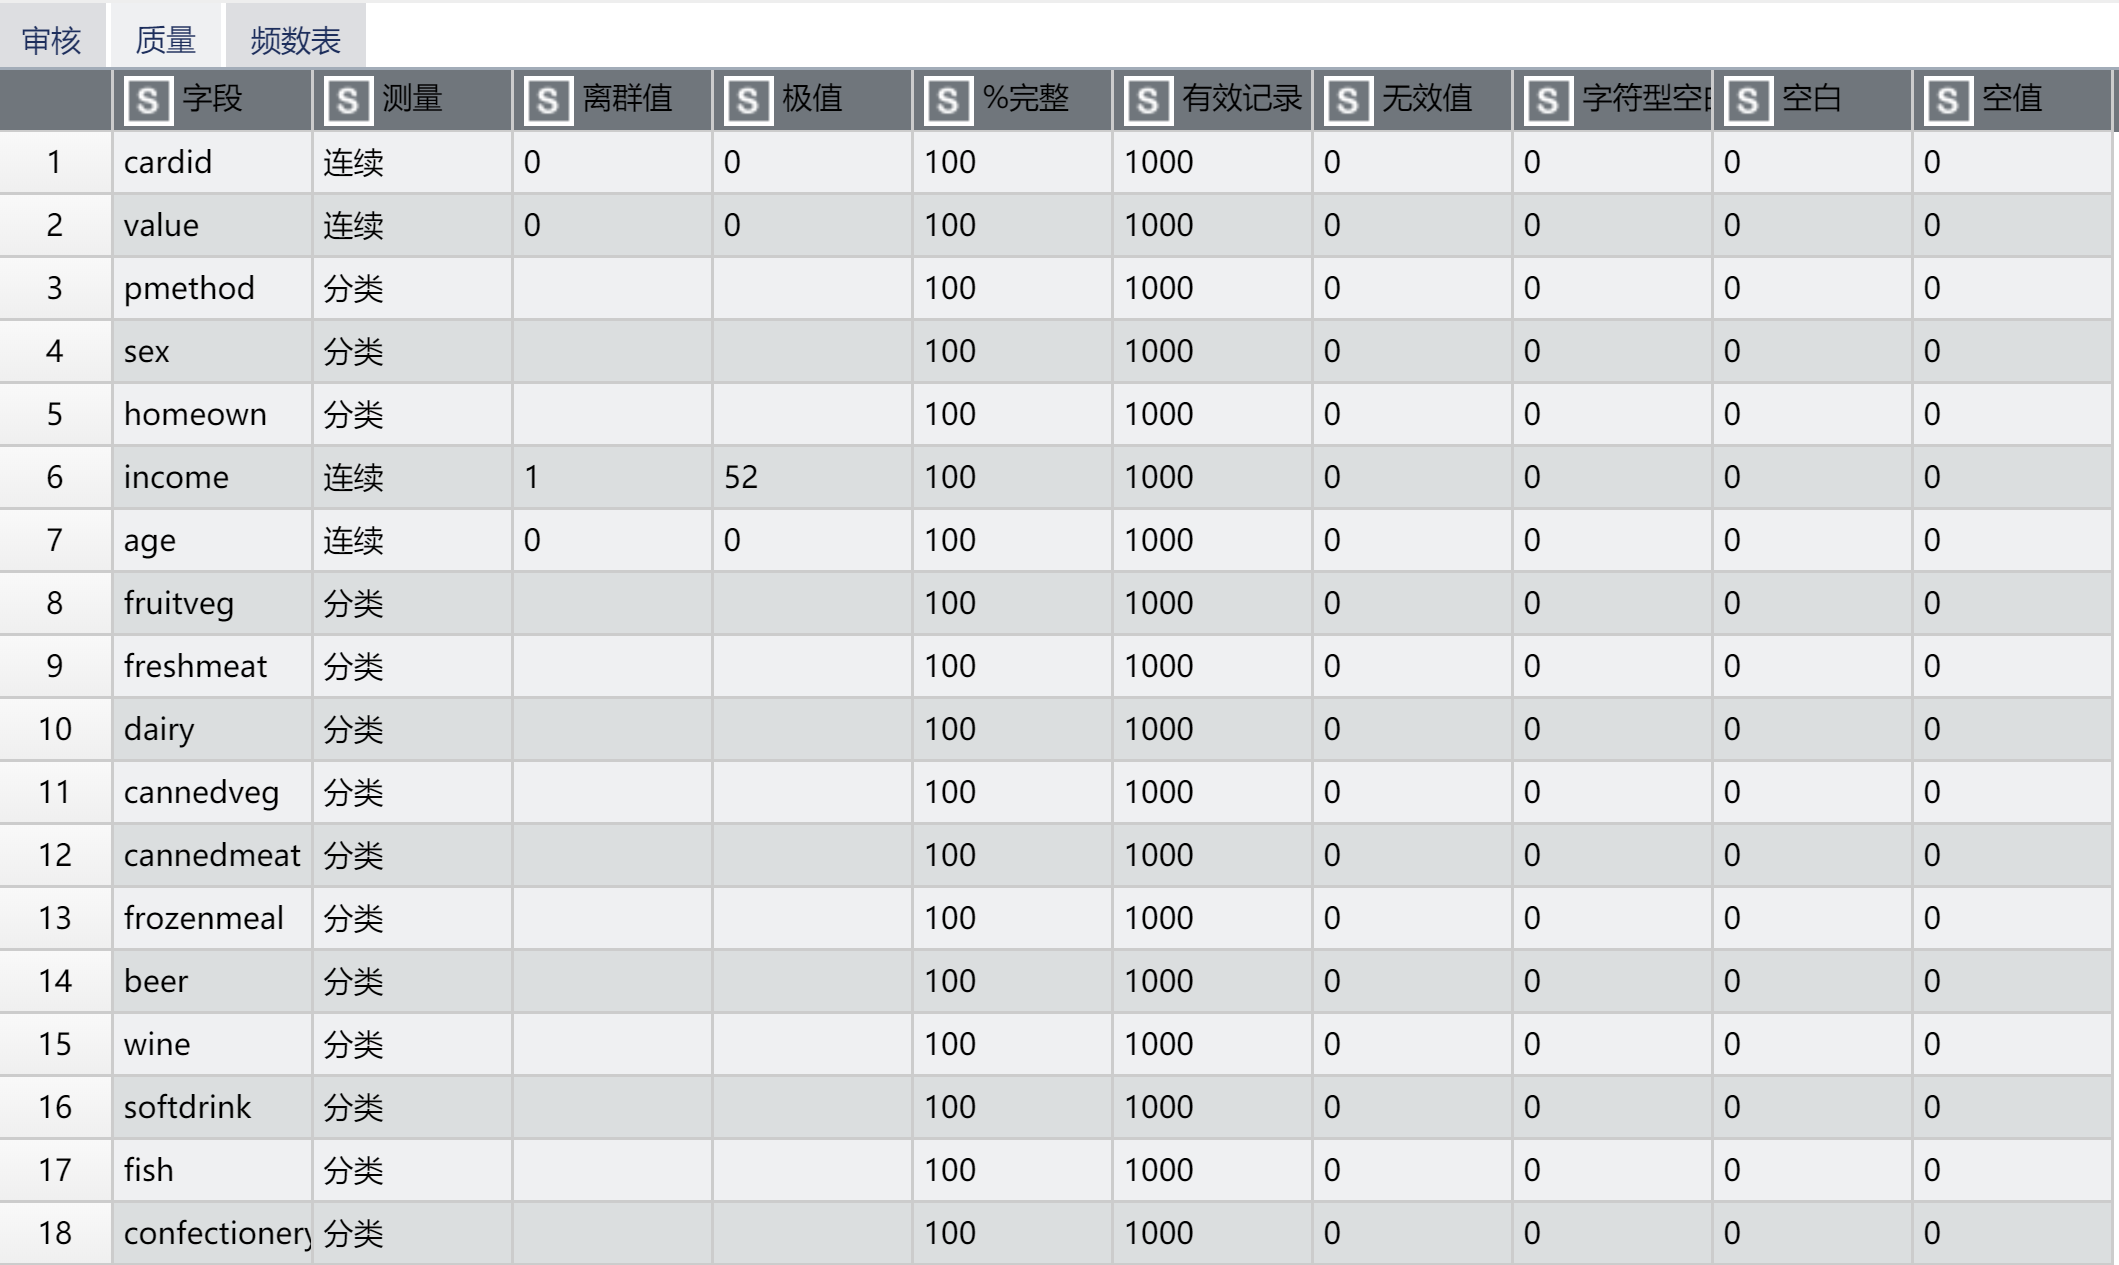 审核 质量 频数表
S 字段 S 测量 S 离群值 S 极值 S %完整 S 有效记录 S 无效值 S 字符型空 S 空白 S 空值
1 cardid 连续 0 0 100 1000 0 0 0 0
2 value 连续 0 0 100 1000 0 0 0 0
3 pmethod 分类 100 1000 0 0 0 0
4 sex 分类 100 1000 0 0 0 0
5 homeown 分类 100 1000 0 0 0 0
6 income 连续 1 52 100 1000 0 0 0 0
7 age 连续 0 0 100 1000 0 0 0 0
8 fruitveg 分类 100 1000 0 0 0 0
9 freshmeat 分类 100 1000 0 0 0 0
10 dairy 分类 100 1000 0 0 0 0
11 cannedveg 分类 100 1000 0 0 0 0
12 cannedmeat 分类 100 1000 0 0 0 0
13 frozenmeal 分类 100 1000 0 0 0 0
14 beer 分类 100 1000 0 0 0 0
15 wine 分类 100 1000 0 0 0 0
16 softdrink 分类 100 1000 0 0 0 0
17 fish 分类 100 1000 0 0 0 0
18 confectionery 分类 100 1000 0 0 0 0